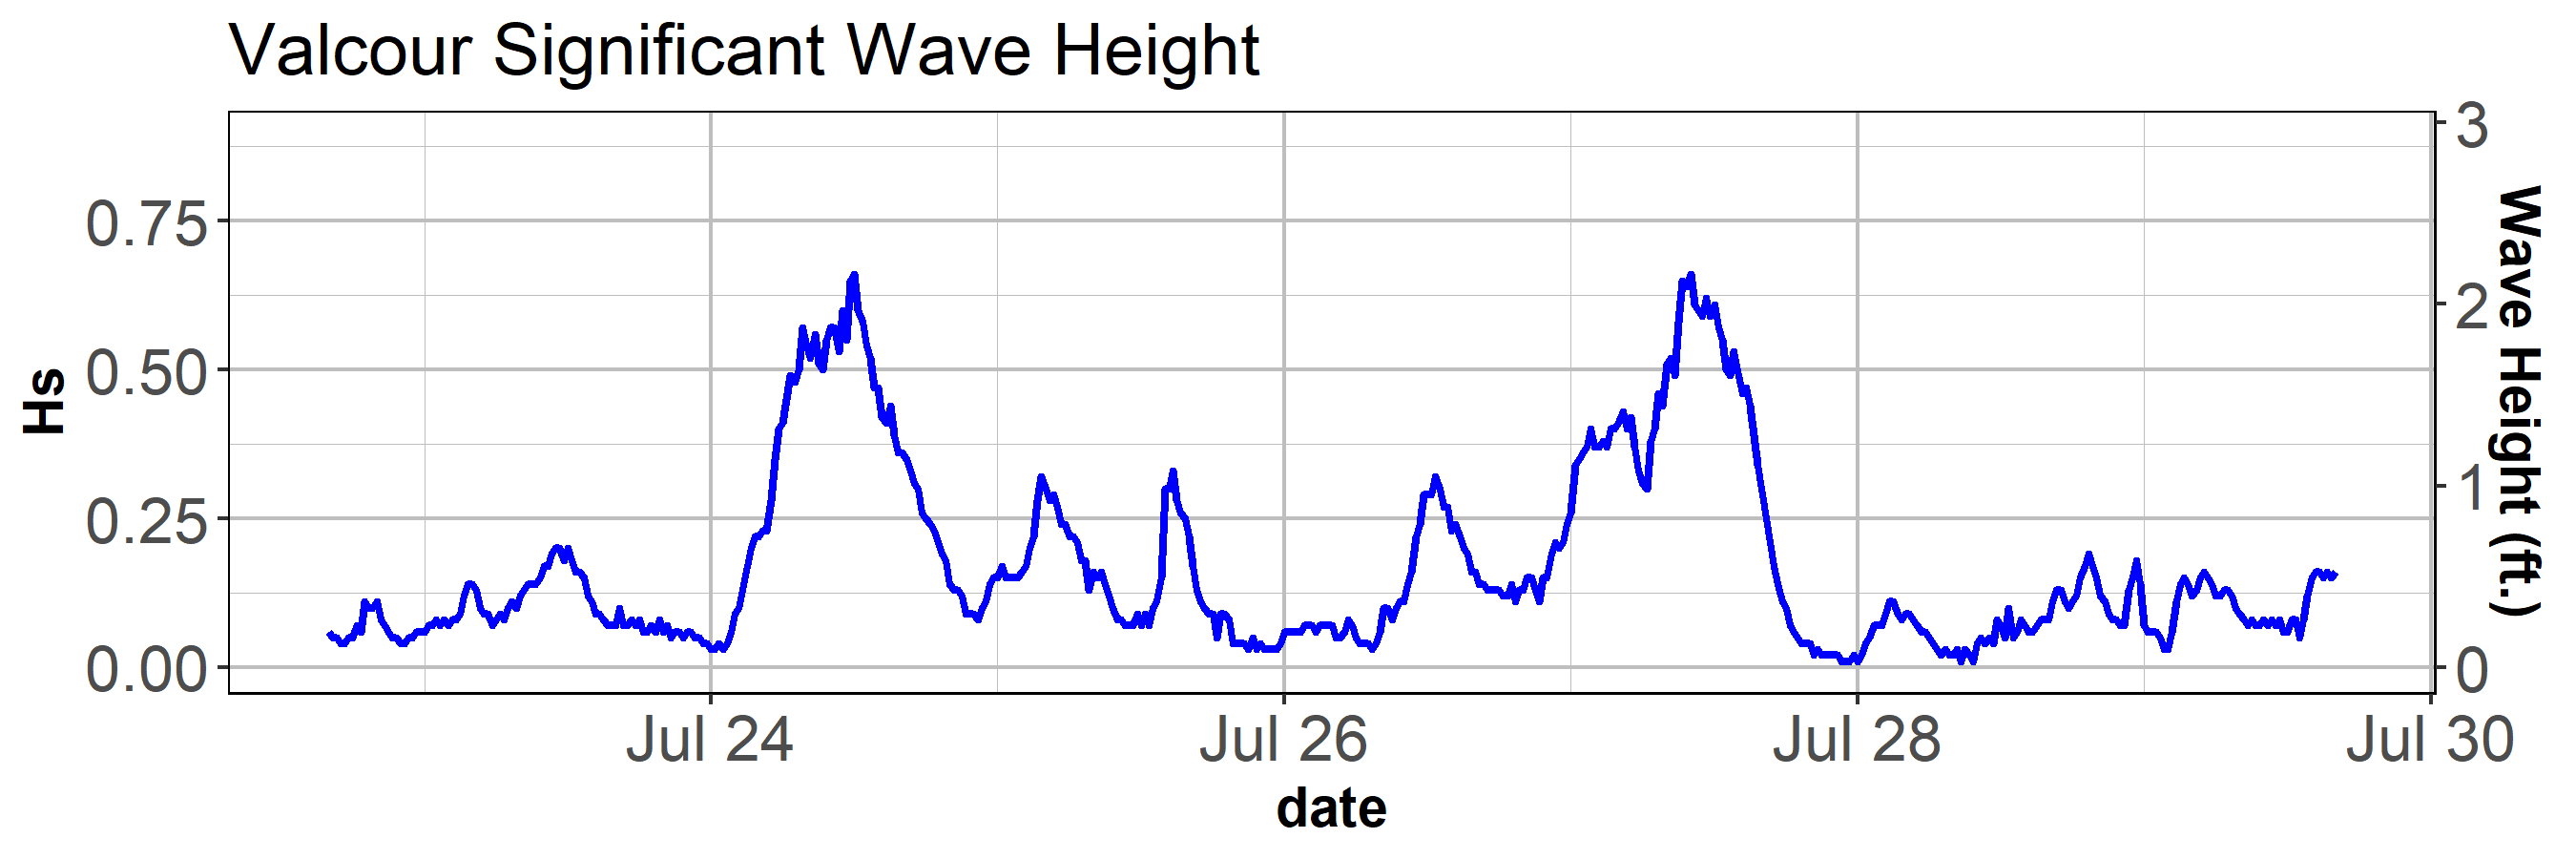 Valcour Significant Wave Height
Hs
0.75
0.50
0.25
0.00
3
2
1
0
Wave Height (ft.)
Jul 24
Jul 26
Jul 28
Jul 30
date